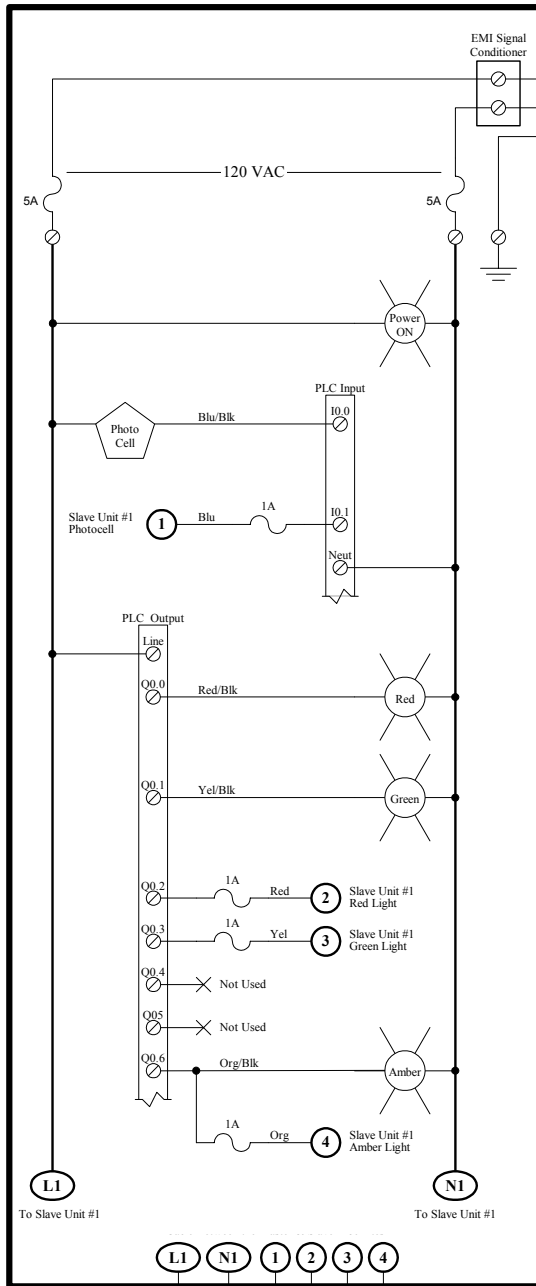 EMI Signal
Conditioner
120 VAC
5A
5A
Power
ON
PLC Input
I0.0
Blu/Blk
Photo
Cell
1A
I0.1
Blu
1
Slave Unit #1
Photocell
Neut
PLC Output
Line
Q0.0
Red/Blk
Red
Q0.1
Yel/Blk
Green
Q0.2
1A
Red
2
Slave Unit #1
Red Light
Q0.3
1A
Yel
3
Slave Unit #1
Green Light
Q0.4
Not Used
Q05
Not Used
Q0.6
Org/Blk
Amber
1A
Org
4
Slave Unit #1
Amber Light
L1
N1
To Slave Unit #1
To Slave Unit #1
L1 N1 1 2 3 4